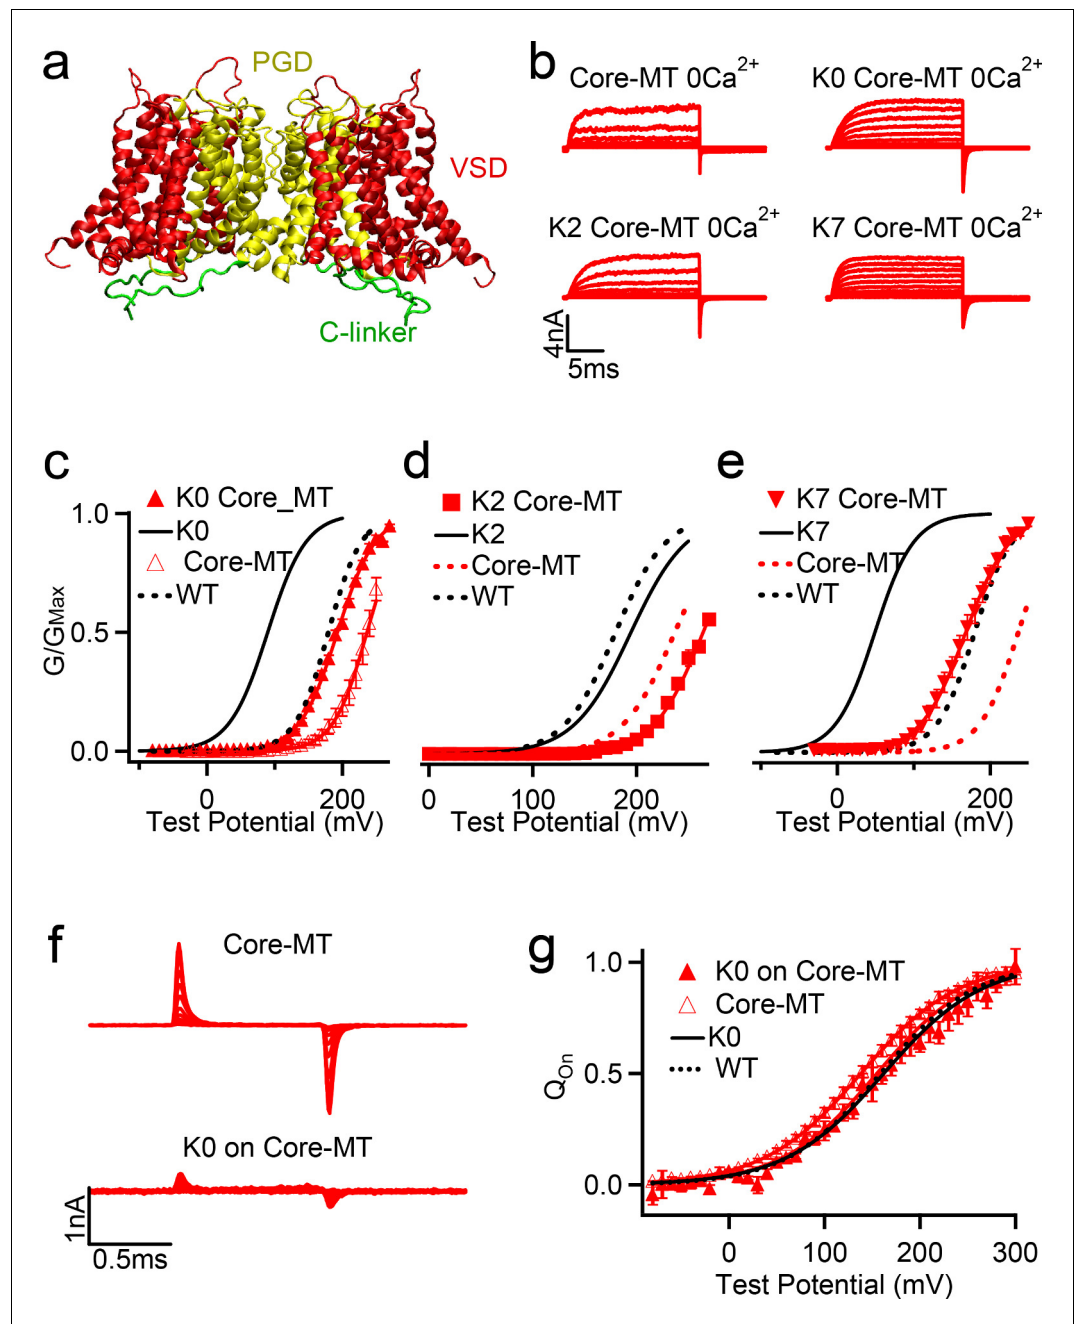 a
PGD
VSD
C-linker
b
Core-MT 0Ca2+
K0 Core-MT 0Ca2+
K2 Core-MT 0Ca2+
K7 Core-MT 0Ca2+
4nA
5ms
c
K0 Core_MT
K0
Core-MT
WT
G/GMax
1.0
0.5
0.0
0
200
Test Potential (mV)
d
K2 Core-MT
K2
Core-MT
WT
0
100
200
Test Potential (mV)
e
K7 Core-MT
K7
Core-MT
WT
0
200
Test Potential (mV)
f
Core-MT
K0 on Core-MT
1nA
0.5ms
g
K0 on Core-MT
Core-MT
K0
WT
QOn
1.0
0.5
0.0
0
100
200
300
Test Potential (mV)